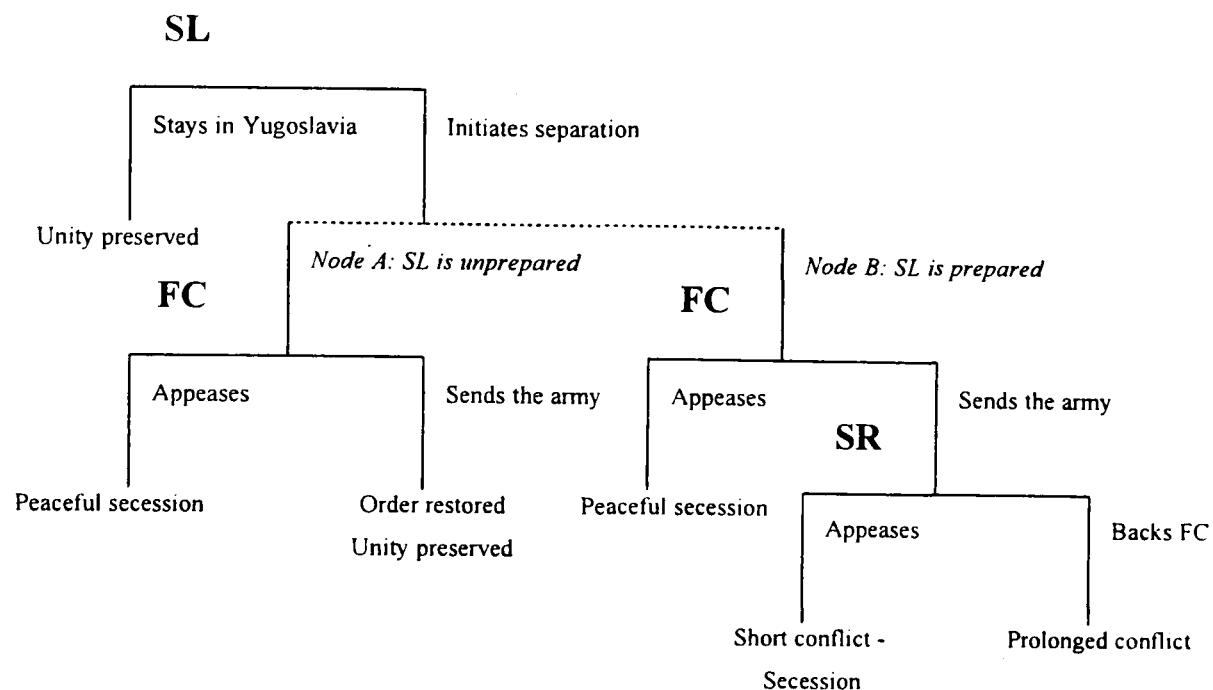 SL
Stays in Yugoslavia
Initiates separation
Unity preserved
Node A: SL is unprepared
Node B: SL is prepared
FC
FC
Appeases
Sends the army
Appeases
Sends the army
SR
Peaceful secession
Order restored
Unity preserved
Peaceful secession
Appeases
Backs FC
Short conflict -
Secession
Prolonged conflict